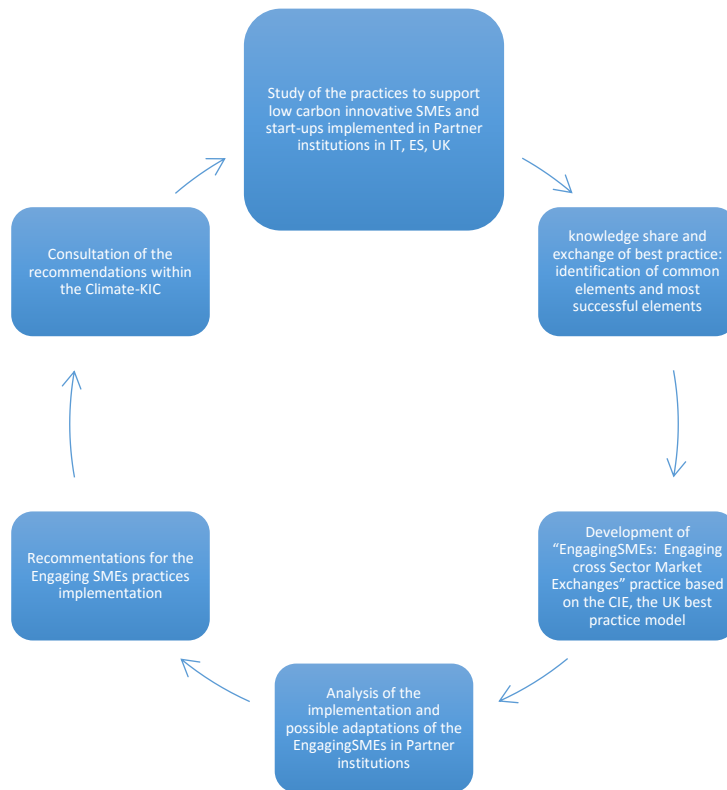 Study of the practices to support
low carbon innovative SMEs and
start-ups implemented in Partner
institutions in IT, ES, UK
knowledge share and
exchange of best practice:
identification of common
elements and most
successful elements
Development of
“EngagingSMEs: Engaging
cross Sector Market
Exchanges” practice based
on the CIE, the UK best
practice model
Analysis of the
implementation and
possible adaptations of the
EngagingSMEs in Partner
institutions
Recommentations for the
Engaging SMEs practices
implementation
Consultation of the
recommendations within
the Climate-KIC